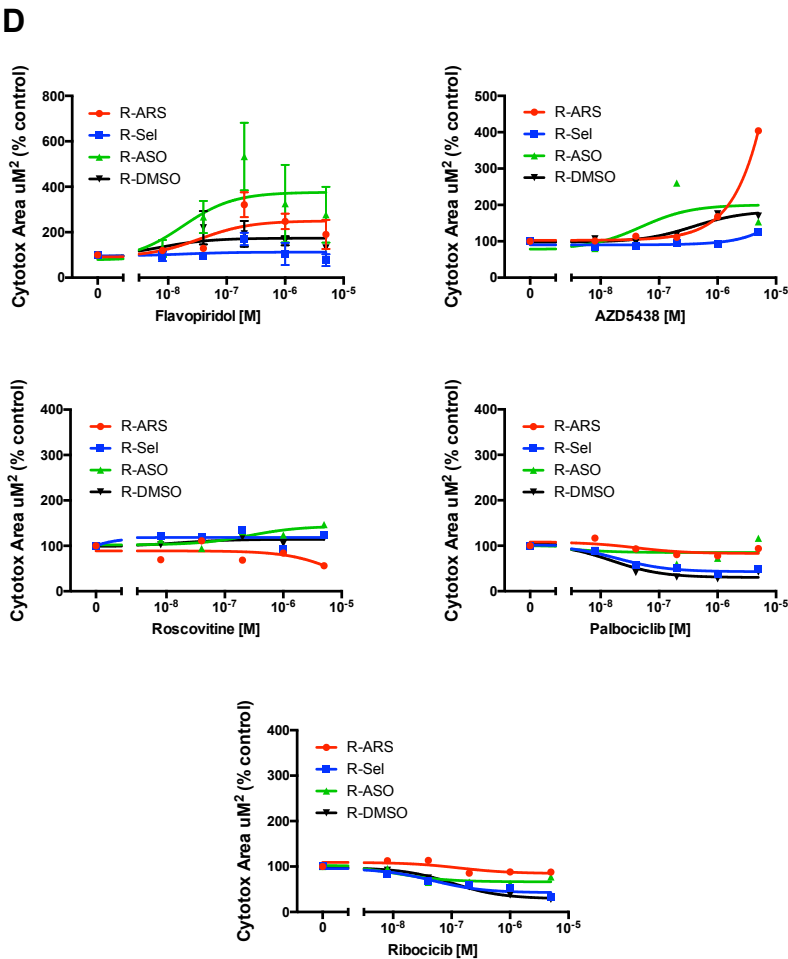 D
Cytotox Area uM² (% control)
800
600
400
200
0
R-ARS
R-Sel
R-ASO
R-DMSO
0
10⁻⁸
10⁻⁷
10⁻⁶
10⁻⁵
Flavopiridol [M]
Cytotox Area uM² (% control)
500
400
300
200
100
0
R-ARS
R-Sel
R-ASO
R-DMSO
0
10⁻⁸
10⁻⁷
10⁻⁶
10⁻⁵
AZD5438 [M]
Cytotox Area uM² (% control)
400
300
200
100
0
R-ARS
R-Sel
R-ASO
R-DMSO
0
10⁻⁸
10⁻⁷
10⁻⁶
10⁻⁵
Roscovitine [M]
Cytotox Area uM² (% control)
400
300
200
100
0
R-ARS
R-Sel
R-ASO
R-DMSO
0
10⁻⁸
10⁻⁷
10⁻⁶
10⁻⁵
Palbociclib [M]
Cytotox Area uM² (% control)
400
300
200
100
0
R-ARS
R-Sel
R-ASO
R-DMSO
0
10⁻⁸
10⁻⁷
10⁻⁶
10⁻⁵
Ribocicib [M]